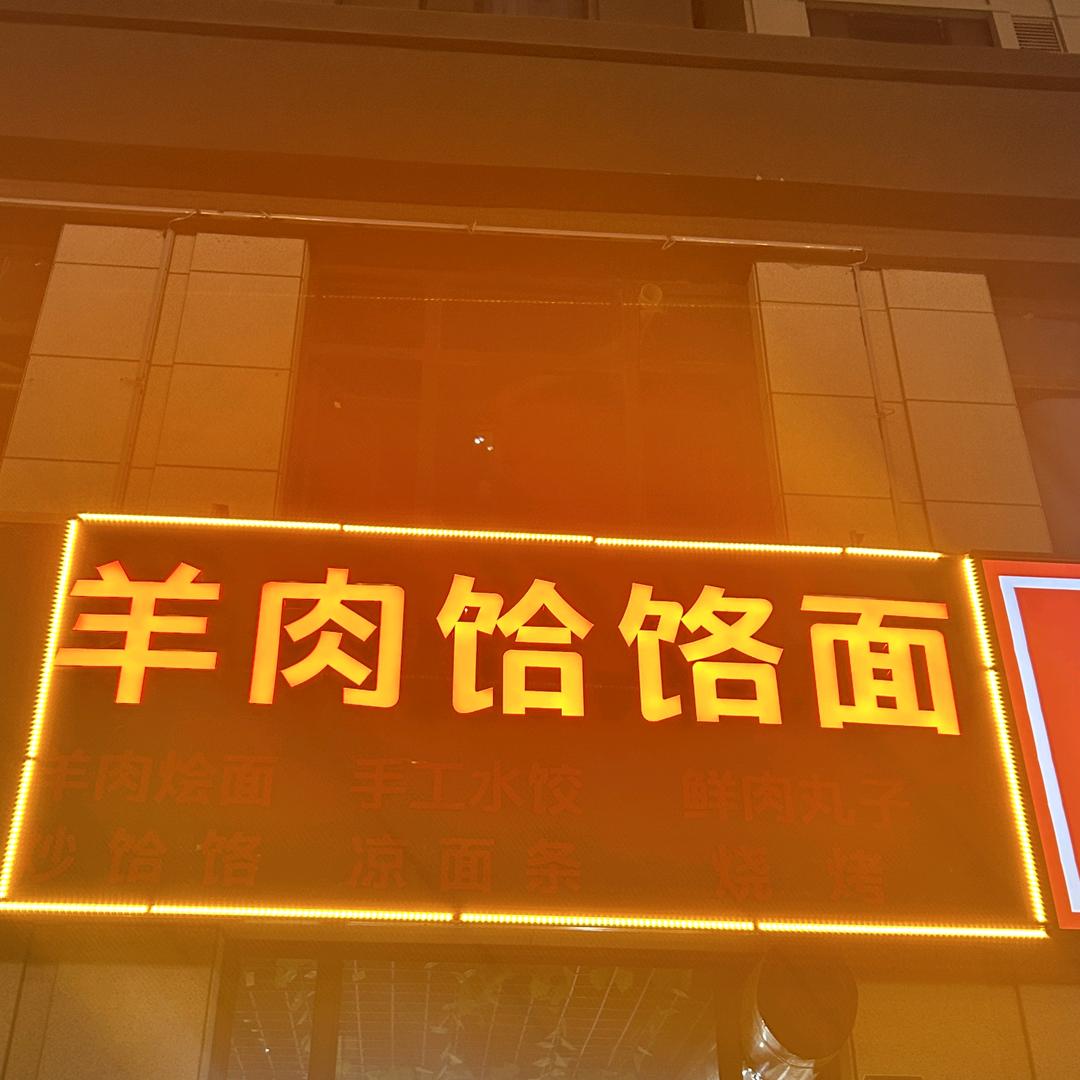 羊肉饸饹面
羊肉烩面 手工水饺 鲜肉丸子
炒饸饹 凉面条 烧烤